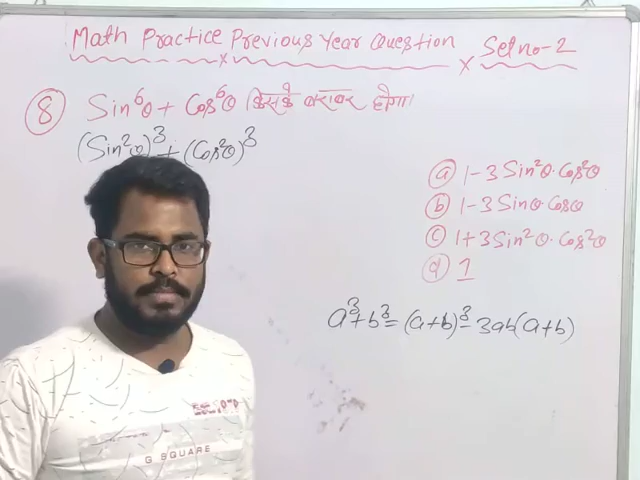 Math Practice Previous Year Question Set no-2
⑧ Sin⁶θ + Cos⁶θ किसके बराबर होगा।
(Sin²θ)³ + (Cos²θ)³
ⓐ 1-3 Sin²θ·Cos²θ
ⓑ 1-3 Sinθ·Cosθ
ⓒ 1+3 Sin²θ·Cos²θ
ⓓ 1
a³+b³ = (a+b)³ - 3ab(a+b)
G SQUARE